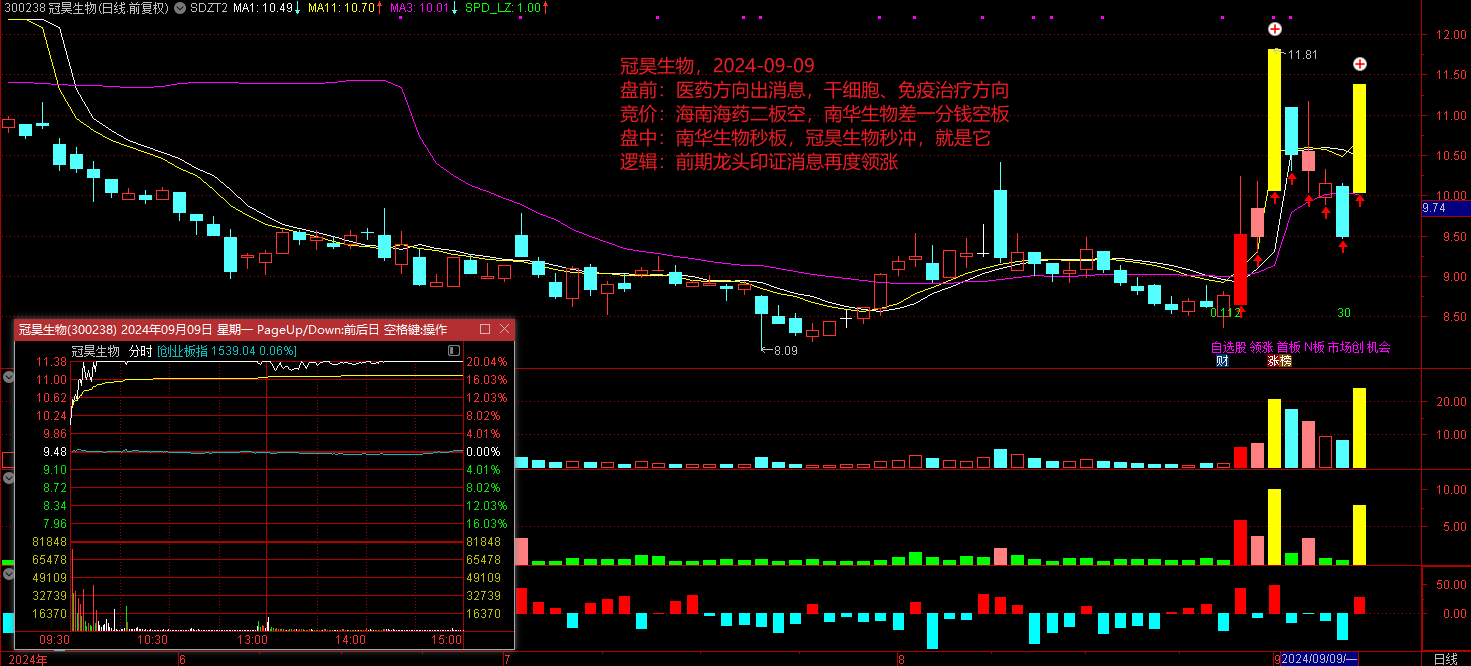 300238 冠昊生物(日线.前复权) SDZT2 MA1: 10.49↓ MA11: 10.70↑ MA3: 10.01↓ SPD_LZ: 1.00↑
冠昊生物，2024-09-09
盘前：医药方向出消息，干细胞、免疫治疗方向
竞价：海南海药二板空，南华生物差一分钱空板
盘中：南华生物秒板，冠昊生物秒冲，就是它
逻辑：前期龙头印证消息再度领涨
11.81
←8.09
0.112
30
自选股 领涨 首板 N板 市场创 机会
财
涨榜
12.00
11.50
11.00
10.50
10.00
9.74
9.50
9.00
8.50
20.00
10.00
10.00
5.00
50.00
0.00
冠昊生物(300238) 2024年09月09日 星期一 PageUp/Down:前后日 空格键:操作
冠昊生物 分时 [创业板指 1539.04 0.06%]
11.38 20.04%
11.00 16.03%
10.62 12.03%
10.24 8.02%
9.86 4.01%
9.48 0.00%
9.10 4.01%
8.72 8.02%
8.34 12.03%
7.96 16.03%
81848 81848
65478 65478
49109 49109
32739 32739
16370 16370
09:30 10:30 13:00 14:00 15:00
2024年 6 7 8 9 2024/09/09/一 日线